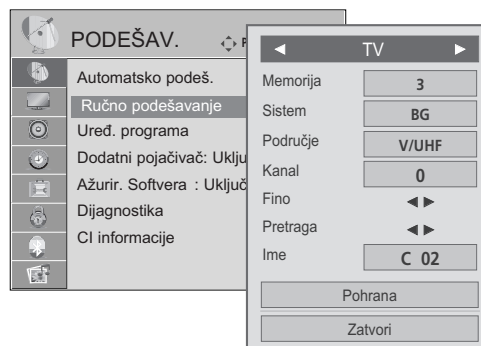 PODEŠAV.
Automatsko podeš.
Ručno podešavanje
Uređ. programa
Dodatni pojačivač: Uklju
Ažurir. Softvera : Uključ
Dijagnostika
CI informacije
◄ TV ►
Memorija 3
Sistem BG
Područje V/UHF
Kanal 0
Fino ◄►
Pretraga ◄►
Ime C 02
Pohrana
Zatvori